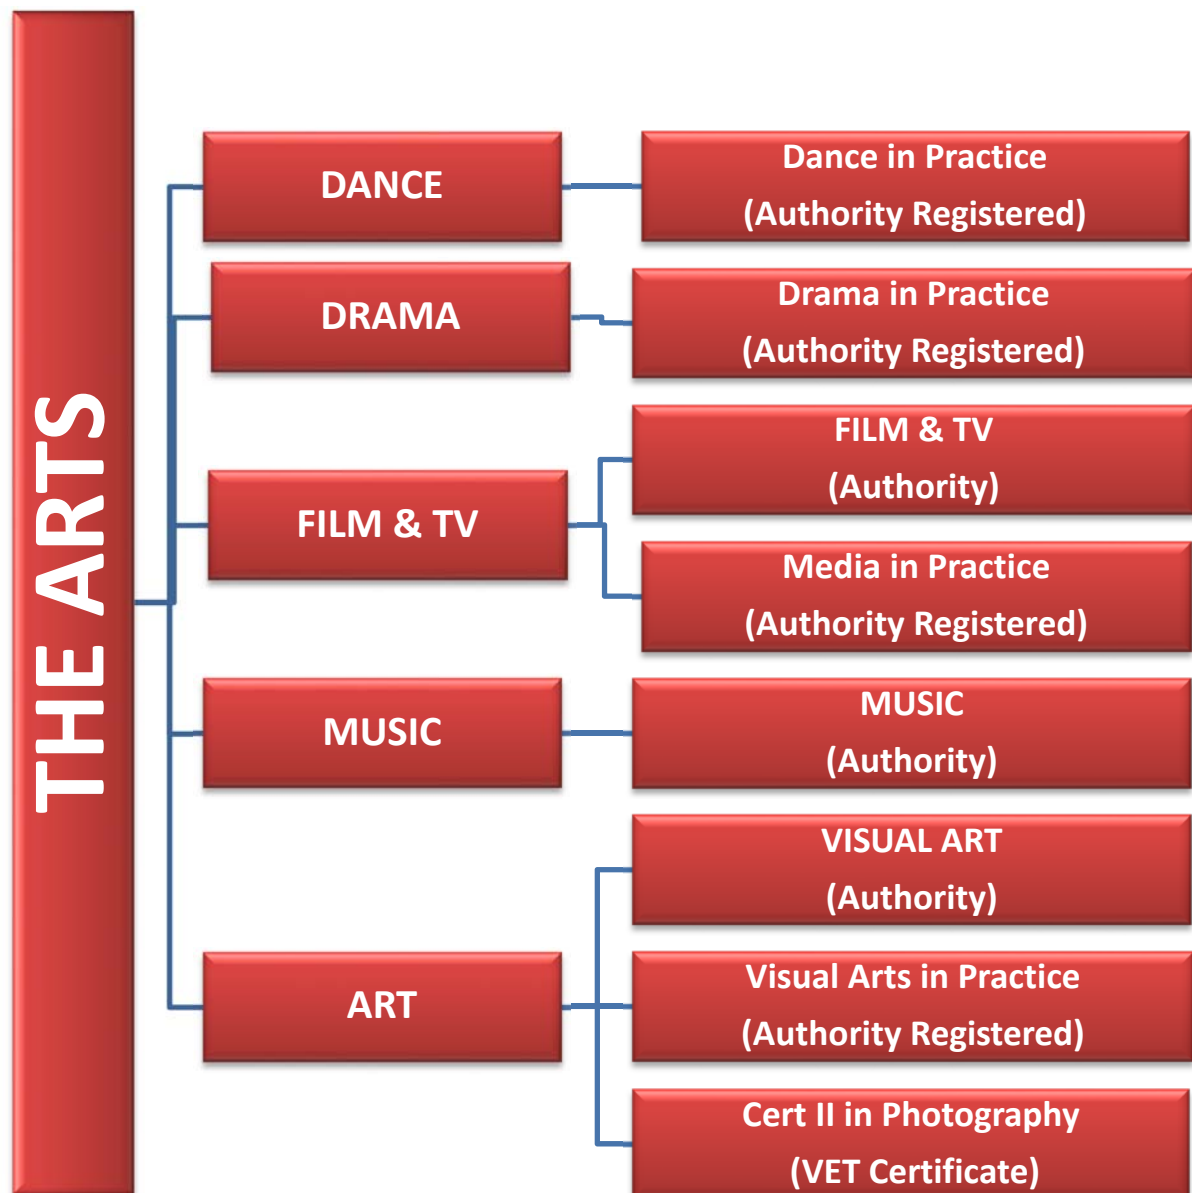 THE ARTS
DANCE
Dance in Practice
(Authority Registered)
DRAMA
Drama in Practice
(Authority Registered)
FILM & TV
FILM & TV
(Authority)
Media in Practice
(Authority Registered)
MUSIC
MUSIC
(Authority)
ART
VISUAL ART
(Authority)
Visual Arts in Practice
(Authority Registered)
Cert II in Photography
(VET Certificate)